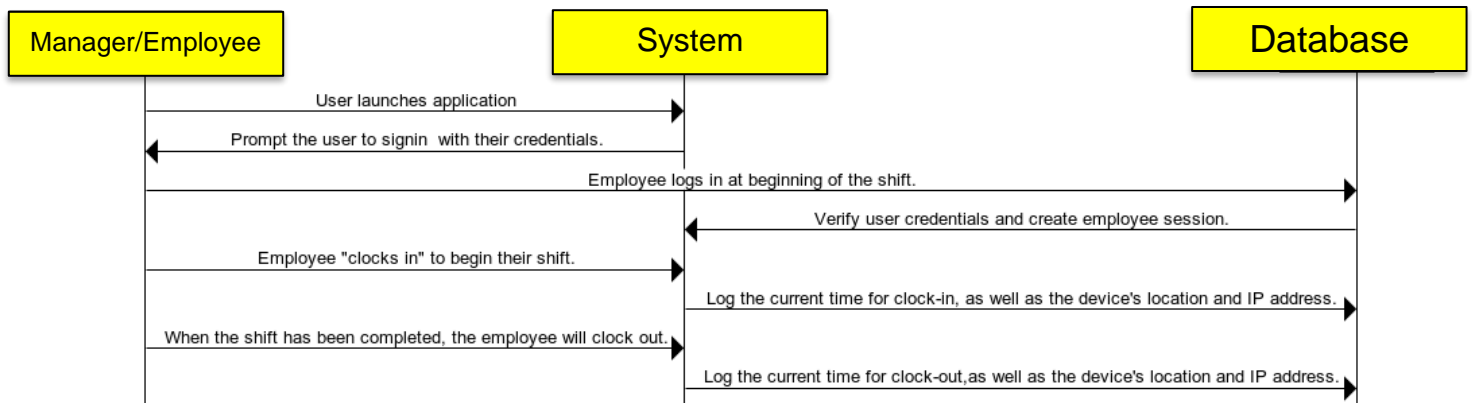 Manager/Employee
System
Database
User launches application
Prompt the user to signin  with their credentials.
Employee logs in at beginning of the shift.
Verify user credentials and create employee session.
Employee "clocks in" to begin their shift.
Log the current time for clock-in, as well as the device's location and IP address.
When the shift has been completed, the employee will clock out.
Log the current time for clock-out,as well as the device's location and IP address.